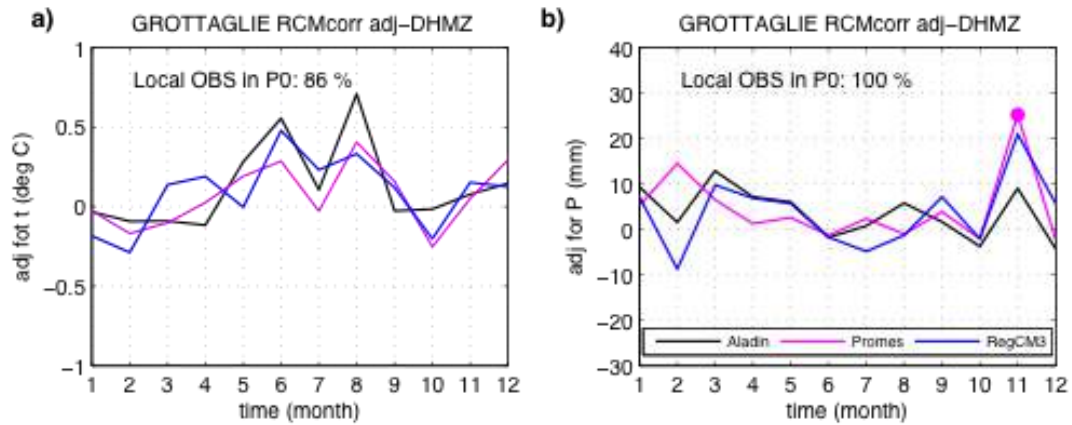 a)
GROTTAGLIE RCMcorr adj-DHMZ
Local OBS in P0: 86 %
adj fot t (deg C)
1
0.5
0
−0.5
−1
1 2 3 4 5 6 7 8 9 10 11 12
time (month)
b)
GROTTAGLIE RCMcorr adj-DHMZ
Local OBS in P0: 100 %
adj for P (mm)
40
30
20
10
0
−10
−20
−30
Aladin Promes RegCM3
1 2 3 4 5 6 7 8 9 10 11 12
time (month)